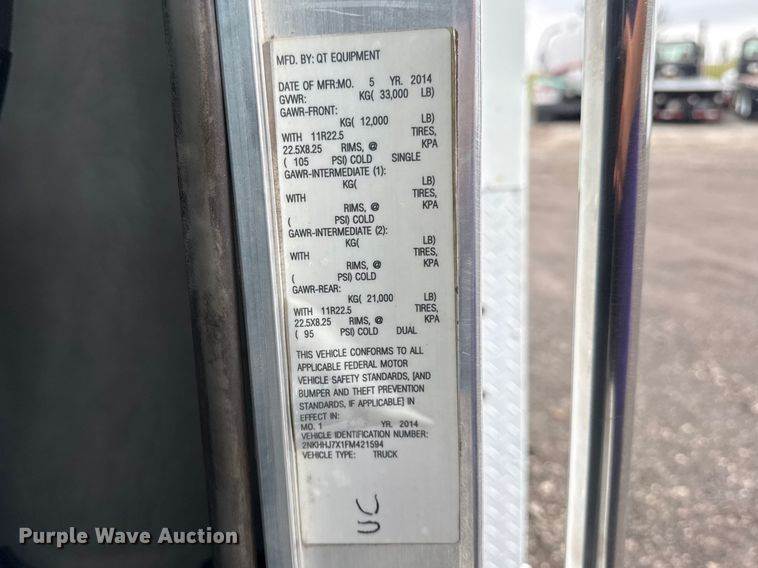 MFD. BY: QT EQUIPMENT
DATE OF MFR:MO. 5 YR. 2014
GVWR: KG( 33,000 LB)
GAWR-FRONT:
KG( 12,000 LB)
WITH 11R22.5 TIRES,
22.5X8.25 RIMS, @ KPA
( 105 PSI) COLD SINGLE
GAWR-INTERMEDIATE (1):
KG( LB)
WITH TIRES,
RIMS, @ KPA
( PSI) COLD
GAWR-INTERMEDIATE (2):
KG( LB)
WITH TIRES,
RIMS, @ KPA
( PSI) COLD
GAWR-REAR:
KG( 21,000 LB)
WITH 11R22.5 TIRES,
22.5X8.25 RIMS, @ KPA
( 95 PSI) COLD DUAL
THIS VEHICLE CONFORMS TO ALL
APPLICABLE FEDERAL MOTOR
VEHICLE SAFETY STANDARDS, [AND
BUMPER AND THEFT PREVENTION
STANDARDS, IF APPLICABLE] IN
EFFECT IN:
MO. 1 YR. 2014
VEHICLE IDENTIFICATION NUMBER:
2NKHHJ7X1FM421594
VEHICLE TYPE: TRUCK
Purple Wave Auction®